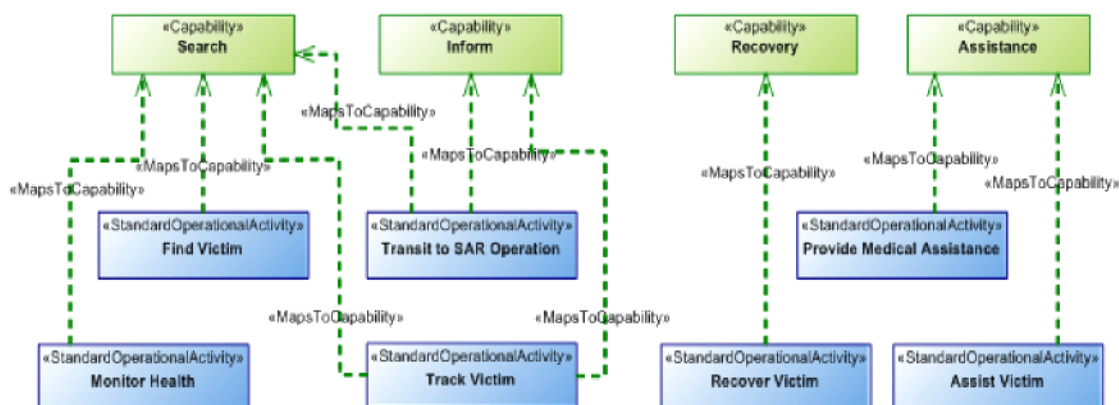 «Capability»
Search
«Capability»
Inform
«Capability»
Recovery
«Capability»
Assistance
«MapsToCapability»
«MapsToCapability»
«MapsToCapability»
«MapsToCapability»
«MapsToCapability»
«MapsToCapability»
«MapsToCapability»
«StandardOperationalActivity»
Find Victim
«StandardOperationalActivity»
Transit to SAR Operation
«StandardOperationalActivity»
Provide Medical Assistance
«MapsToCapability»
«MapsToCapability»
«StandardOperationalActivity»
Monitor Health
«StandardOperationalActivity»
Track Victim
«StandardOperationalActivity»
Recover Victim
«StandardOperationalActivity»
Assist Victim